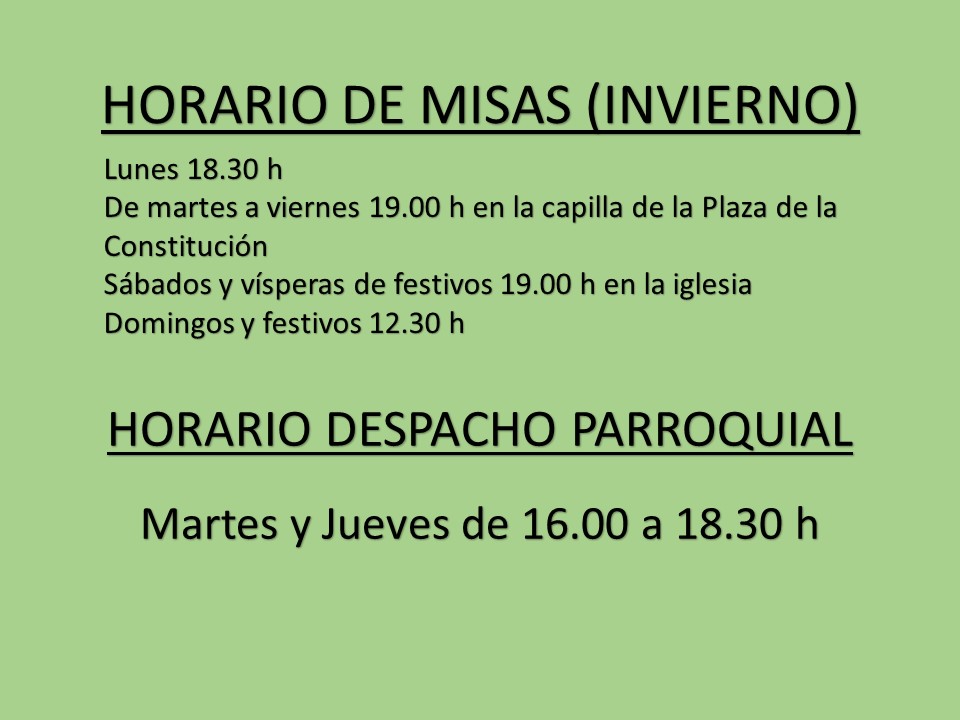 HORARIO DE MISAS (INVIERNO)
Lunes 18.30 h
De martes a viernes 19.00 h en la capilla de la Plaza de la
Constitución
Sábados y vísperas de festivos 19.00 h en la iglesia
Domingos y festivos 12.30 h
HORARIO DESPACHO PARROQUIAL
Martes y Jueves de 16.00 a 18.30 h